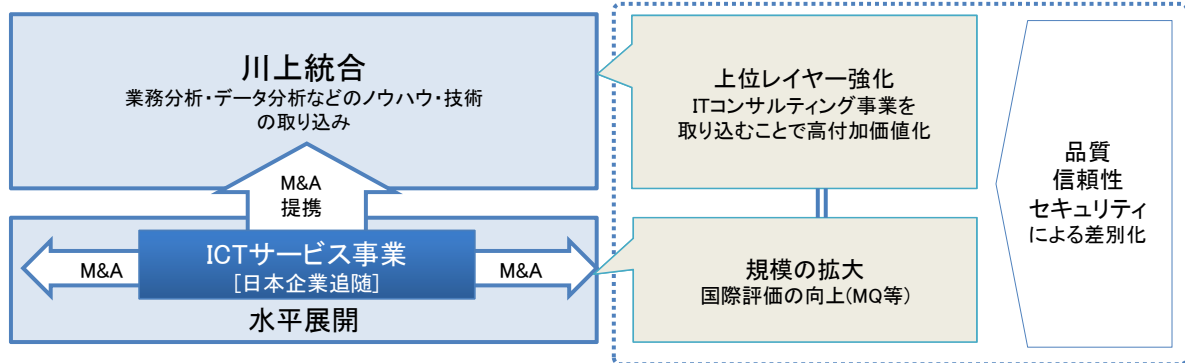 川上統合
業務分析・データ分析などのノウハウ・技術
の取り込み
M&A
提携
M&A
ICTサービス事業
[日本企業追随]
M&A
水平展開
上位レイヤー強化
ITコンサルティング事業を
取り込むことで高付加価値化
規模の拡大
国際評価の向上(MQ等)
品質
信頼性
セキュリティ
による差別化